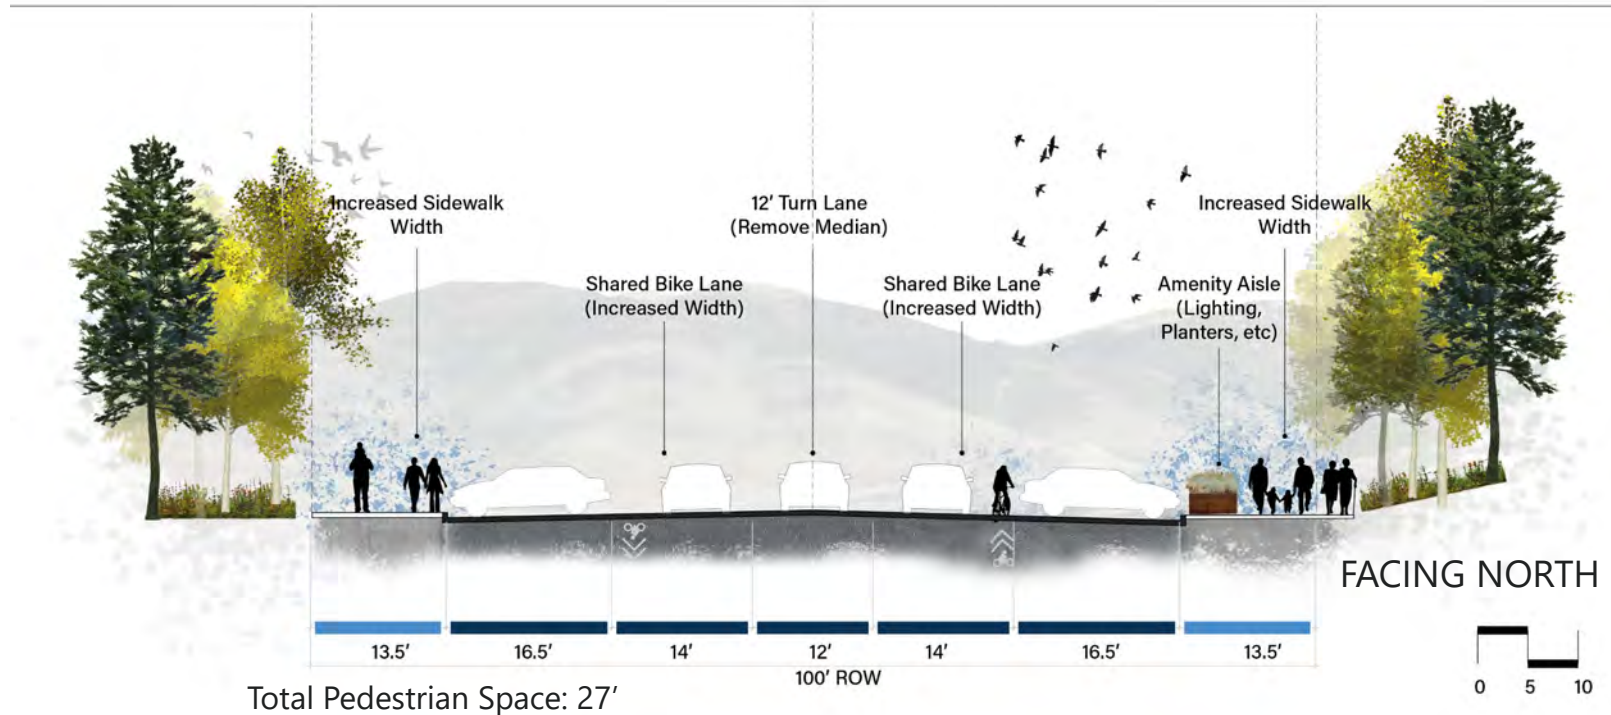 Increased Sidewalk
Width
12’ Turn Lane
(Remove Median)
Increased Sidewalk
Width
Shared Bike Lane
(Increased Width)
Shared Bike Lane
(Increased Width)
Amenity Aisle
(Lighting,
Planters, etc)
FACING NORTH
13.5’
16.5’
14’
12’
14’
16.5’
13.5’
100’ ROW
0 5 10
Total Pedestrian Space: 27’